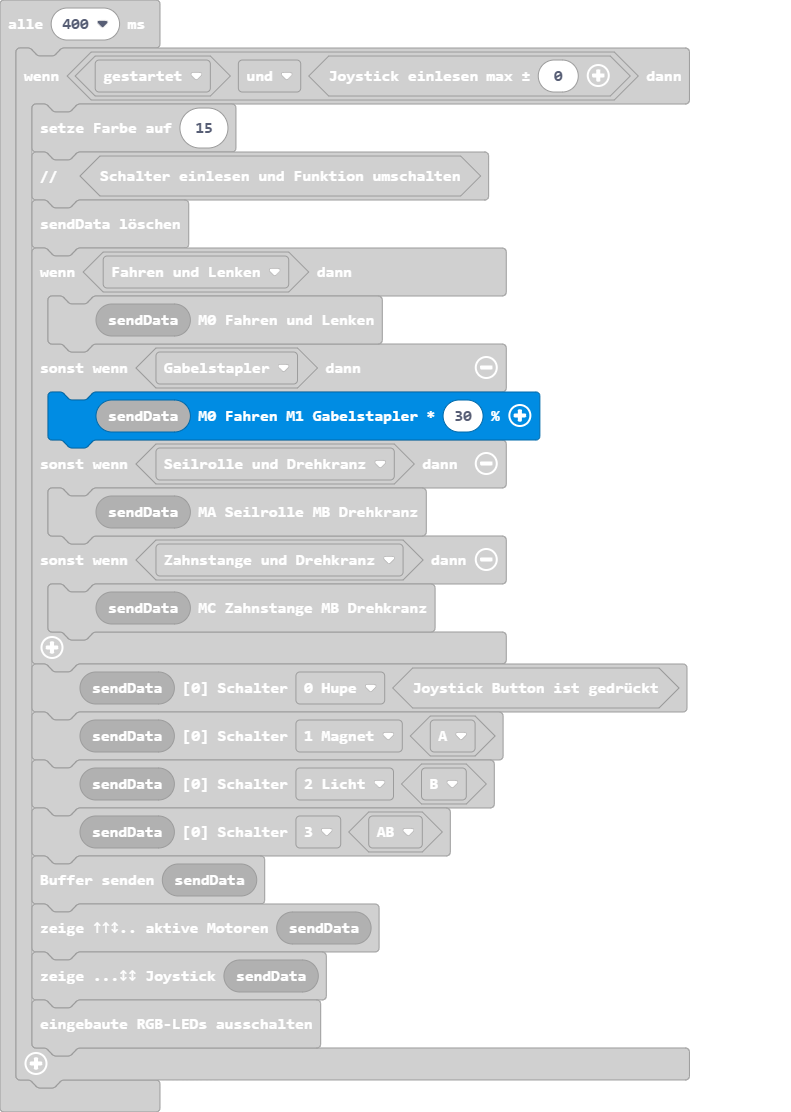 alle 400 ms
wenn gestartet und Joystick einlesen max ± 0 dann
setze Farbe auf 15
// Schalter einlesen und Funktion umschalten
sendData löschen
wenn Fahren und Lenken dann
sendData M0 Fahren und Lenken
sonst wenn Gabelstapler dann
sendData M0 Fahren M1 Gabelstapler * 30 %
sonst wenn Seilrolle und Drehkranz dann
sendData MA Seilrolle MB Drehkranz
sonst wenn Zahnstange und Drehkranz dann
sendData MC Zahnstange MB Drehkranz
sendData [0] Schalter 0 Hupe Joystick Button ist gedrückt
sendData [0] Schalter 1 Magnet A
sendData [0] Schalter 2 Licht B
sendData [0] Schalter 3 AB
Buffer senden sendData
zeige ↑↑↕.. aktive Motoren sendData
zeige ...↕↕ Joystick sendData
eingebaute RGB-LEDs ausschalten